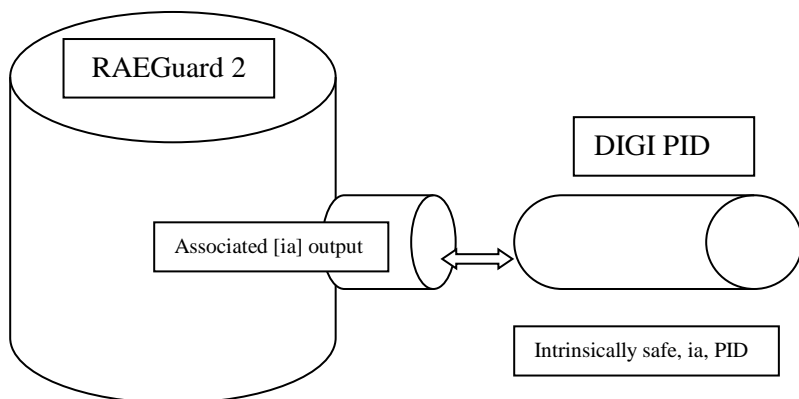 RAEGuard 2
DIGI PID
Associated [ia] output
Intrinsically safe, ia, PID